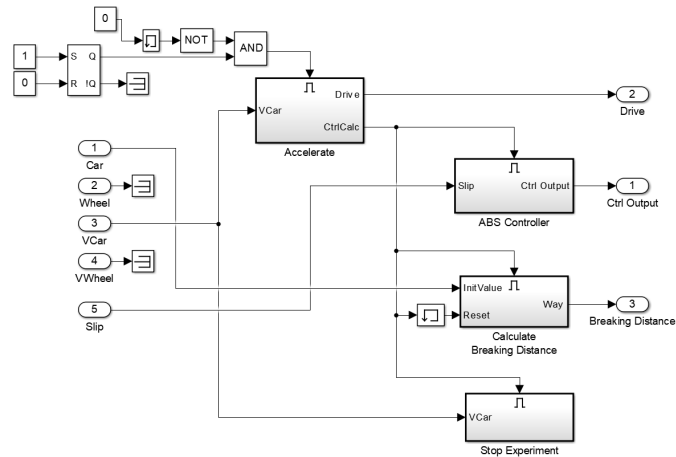 0
NOT
AND
1
S Q
0
R !Q
Drive
VCar
CtrlCalc
Accelerate
2
Drive
1
Car
2
Wheel
3
VCar
4
VWheel
5
Slip
Slip Ctrl Output
ABS Controller
1
Ctrl Output
InitValue
Way
Reset
Calculate
Breaking Distance
3
Breaking Distance
VCar
Stop Experiment